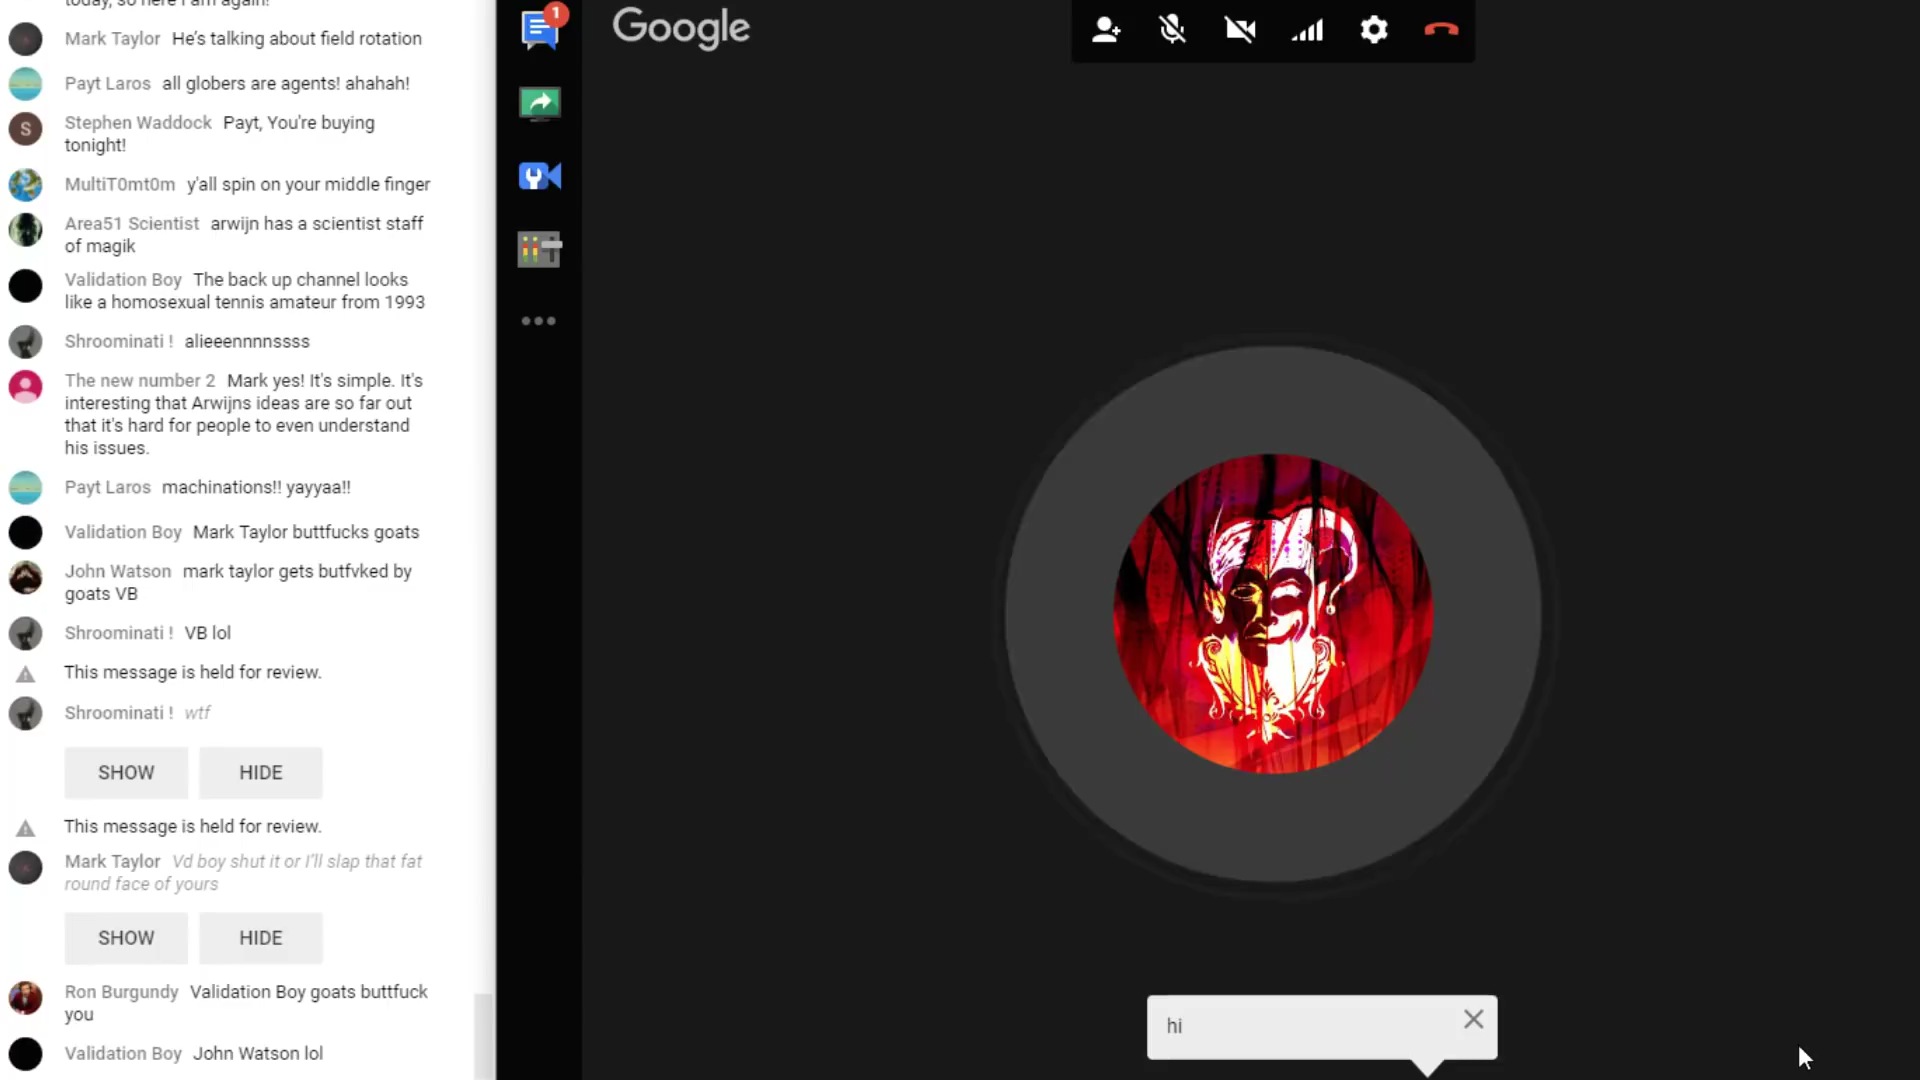 today, so here I am again!
Mark Taylor He's talking about field rotation
Payt Laros all globers are agents! ahahah!
S
Stephen Waddock Payt, You're buying
tonight!
MultiT0mt0m y'all spin on your middle finger
Area51 Scientist arwijn has a scientist staff
of magik
Validation Boy The back up channel looks
like a homosexual tennis amateur from 1993
Shroominati ! alieeennnnssss
The new number 2 Mark yes! It's simple. It's
interesting that Arwijns ideas are so far out
that it's hard for people to even understand
his issues.
Payt Laros machinations!! yayyaa!!
Validation Boy Mark Taylor buttfucks goats
John Watson mark taylor gets butfvked by
goats VB
Shroominati ! VB lol
This message is held for review.
Shroominati ! wtf
SHOW HIDE
This message is held for review.
Mark Taylor Vd boy shut it or I'll slap that fat
round face of yours
SHOW HIDE
Ron Burgundy Validation Boy goats buttfuck
you
Validation Boy John Watson lol
1
Google
hi